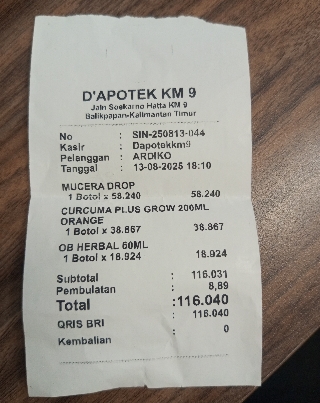 D'APOTEK KM 9
Jaln Soekarno Hatta KM 9
Balikpapan-Kalimantan Timur
No : SIN-250813-044
Kasir : Dapotekkm9
Pelanggan : ARDIKO
Tanggal : 13-08-2025 18:10
MUCERA DROP
1 Botol x 58.240 58.240
CURCUMA PLUS GROW 200ML
ORANGE
1 Botol x 38.867 38.867
OB HERBAL 60ML
1 Botol x 18.924 18.924
Subtotal : 116.031
Pembulatan : 8,89
Total :116.040
QRIS BRI : 116.040
Kembalian : 0